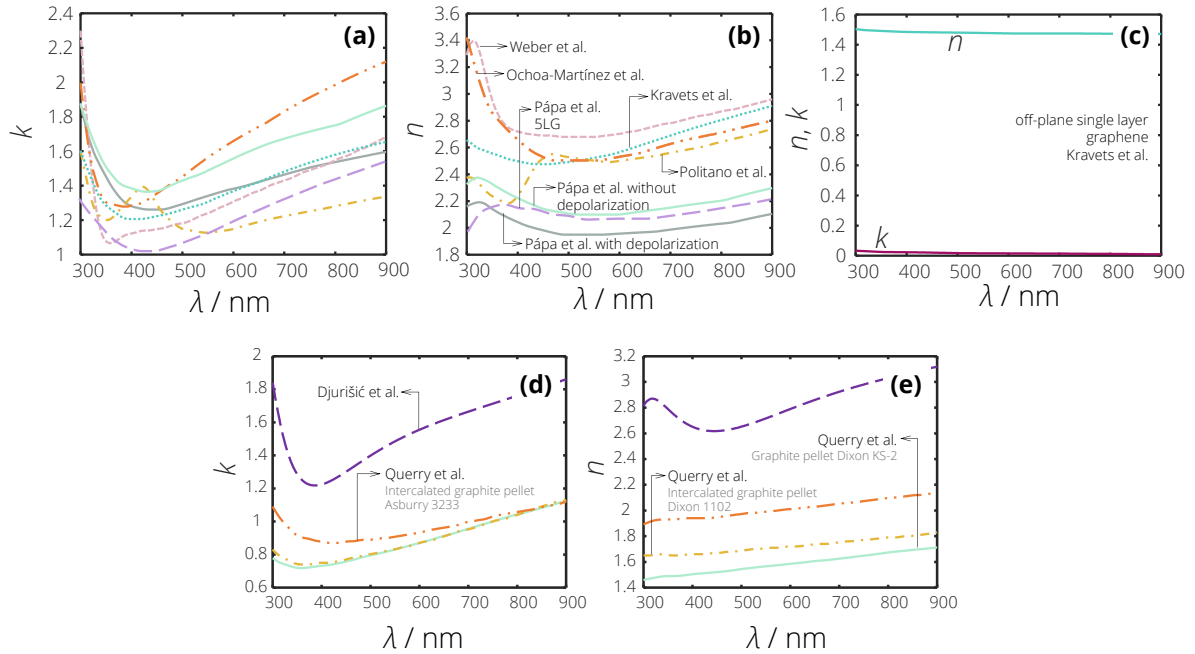 (a)
2.4
2.2
2
1.8
1.6
1.4
1.2
1
k
300 400 500 600 700 800 900
λ / nm
(b)
3.8
3.6
3.4
3.2
3
2.8
2.6
2.4
2.2
2
1.8
n
Weber et al.
Ochoa-Martínez et al.
Kravets et al.
Pápa et al.
5LG
Politano et al.
Pápa et al. without
depolarization
Pápa et al. with depolarization
300 400 500 600 700 800 900
λ / nm
(c)
1.6
1.4
1.2
1
0.8
0.6
0.4
0.2
0
n, k
n
off-plane single layer
graphene
Kravets et al.
k
300 400 500 600 700 800 900
λ / nm
(d)
2
1.8
1.6
1.4
1.2
1
0.8
0.6
k
Djurišić et al.
Querry et al.
Intercalated graphite pellet
Asburry 3233
300 400 500 600 700 800 900
λ / nm
(e)
3.2
3
2.8
2.6
2.4
2.2
2
1.8
1.6
1.4
n
Querry et al.
Graphite pellet Dixon KS-2
Querry et al.
Intercalated graphite pellet
Dixon 1102
300 400 500 600 700 800 900
λ / nm